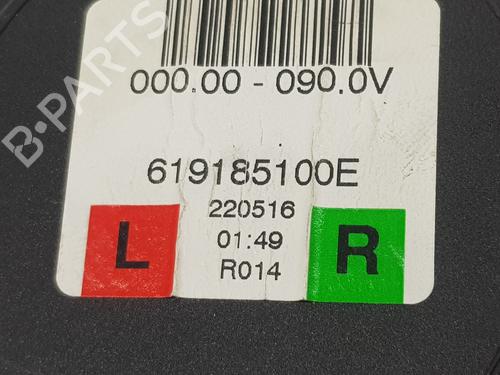 B-PARTS
000.00 - 090.0V
619185100E
220516
01:49
R014
L
R